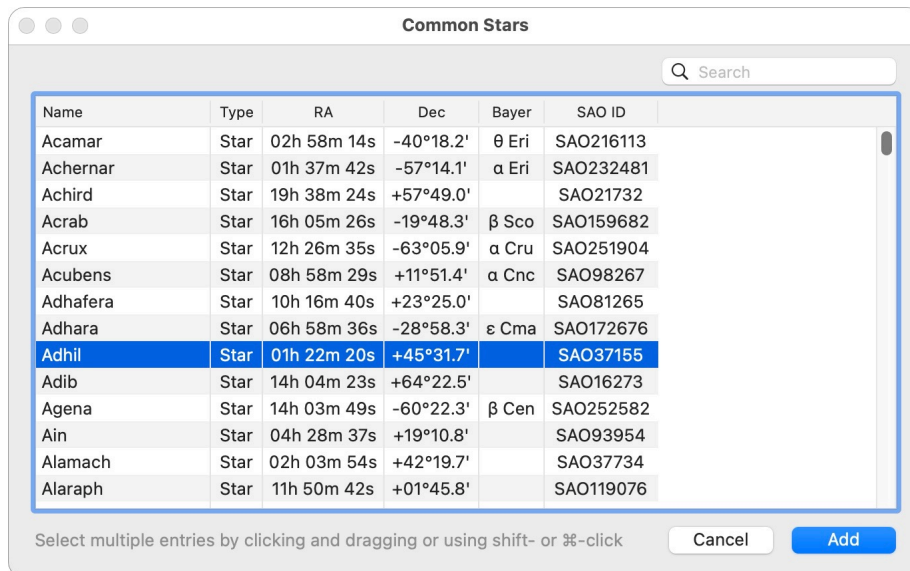 Common Stars
Search
Name Type RA Dec Bayer SAO ID
Acamar Star 02h 58m 14s -40°18.2' θ Eri SAO216113
Achernar Star 01h 37m 42s -57°14.1' α Eri SAO232481
Achird Star 19h 38m 24s +57°49.0' SAO21732
Acrab Star 16h 05m 26s -19°48.3' β Sco SAO159682
Acrux Star 12h 26m 35s -63°05.9' α Cru SAO251904
Acubens Star 08h 58m 29s +11°51.4' α Cnc SAO98267
Adhafera Star 10h 16m 40s +23°25.0' SAO81265
Adhara Star 06h 58m 36s -28°58.3' ε Cma SAO172676
Adhil Star 01h 22m 20s +45°31.7' SAO37155
Adib Star 14h 04m 23s +64°22.5' SAO16273
Agena Star 14h 03m 49s -60°22.3' β Cen SAO252582
Ain Star 04h 28m 37s +19°10.8' SAO93954
Alamach Star 02h 03m 54s +42°19.7' SAO37734
Alaraph Star 11h 50m 42s +01°45.8' SAO119076
Select multiple entries by clicking and dragging or using shift- or ⌘-click Cancel Add